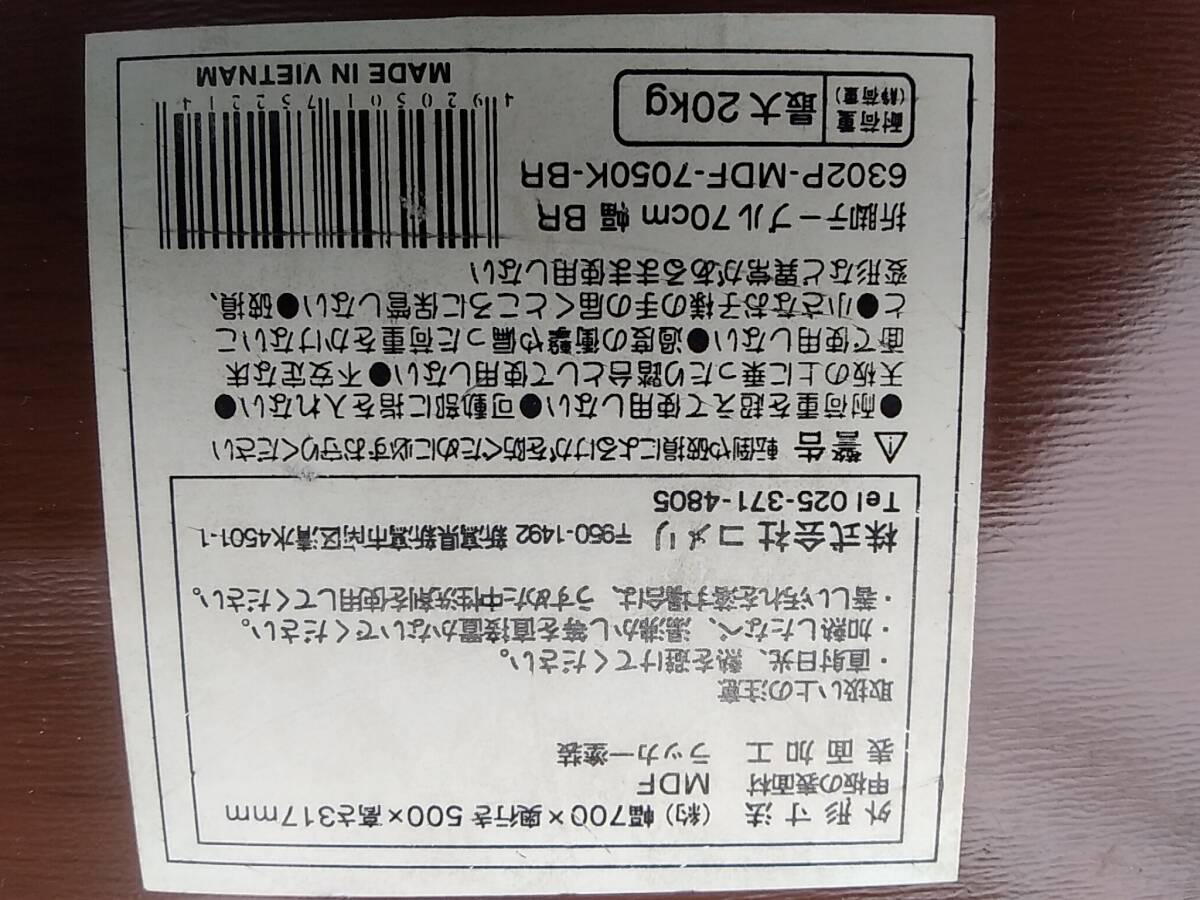 外形寸法　(約)幅700×奥行き500×高さ317mm
甲板の表面材　MDF
表面加工　ラッカー塗装
取扱い上の注意
・直射日光、熱を避けてください。
・加熱したなべ、湯沸かし等を直接置かないでください。
・著しい汚れを落す場合は、うすめた中性洗剤を使用してください。
株式会社コメリ　〒950-1492 新潟県新潟市南区清水4501-1
Tel 025-371-4805
⚠警告 転倒や破損によるけがを防ぐために必ずお守りください
●耐荷重を超えて使用しない●可動部に指を入れない●
天板の上に乗ったり踏台として使用しない●不安定な床
面で使用しない●過度の衝撃や偏った荷重をかけないこ
と●小さなお子様の手の届くところに保管しない●破損、
変形など異常があるまま使用しない
折脚テーブル70cm幅 BR
6302P-MDF-7050K-BR
耐荷重
(静荷重)
最大20kg
4920501757221 4
MADE IN VIETNAM